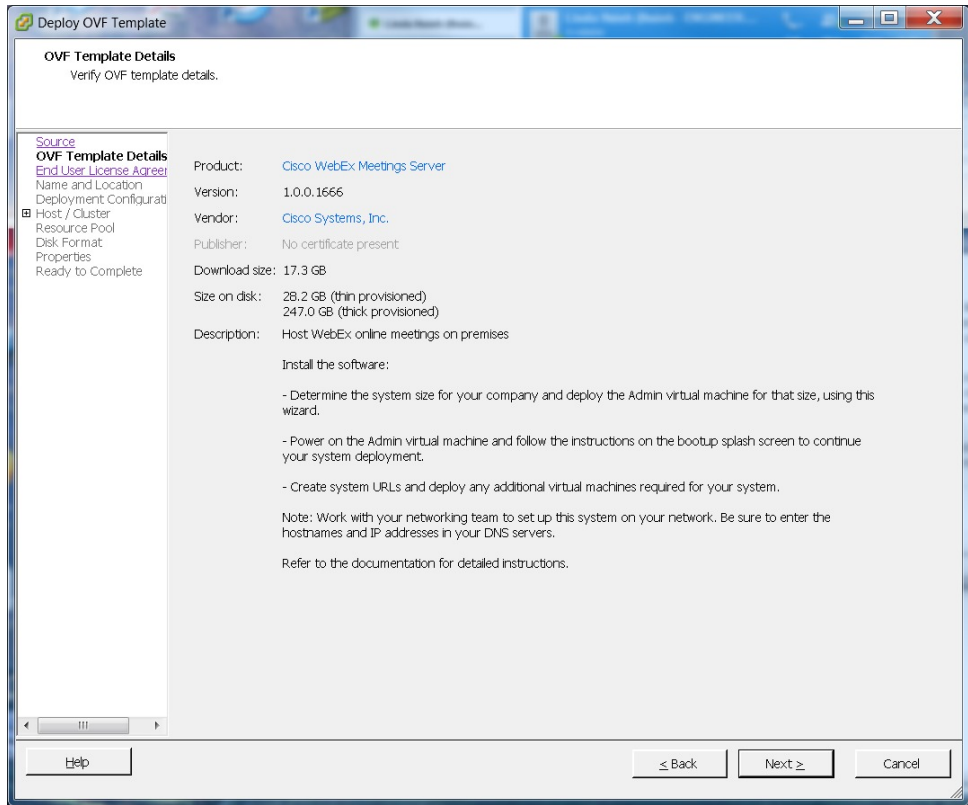 Deploy OVF Template
OVF Template Details
Verify OVF template details.
Source
OVF Template Details
End User License Agreer
Name and Location
Deployment Configurati
Host / Cluster
Resource Pool
Disk Format
Properties
Ready to Complete
Product: Cisco WebEx Meetings Server
Version: 1.0.0.1666
Vendor: Cisco Systems, Inc.
Publisher: No certificate present
Download size: 17.3 GB
Size on disk: 28.2 GB (thin provisioned)
247.0 GB (thick provisioned)
Description: Host WebEx online meetings on premises
Install the software:
- Determine the system size for your company and deploy the Admin virtual machine for that size, using this
wizard.
- Power on the Admin virtual machine and follow the instructions on the bootup splash screen to continue
your system deployment.
- Create system URLs and deploy any additional virtual machines required for your system.
Note: Work with your networking team to set up this system on your network. Be sure to enter the
hostnames and IP addresses in your DNS servers.
Refer to the documentation for detailed instructions.
Help
≤ Back
Next ≥
Cancel